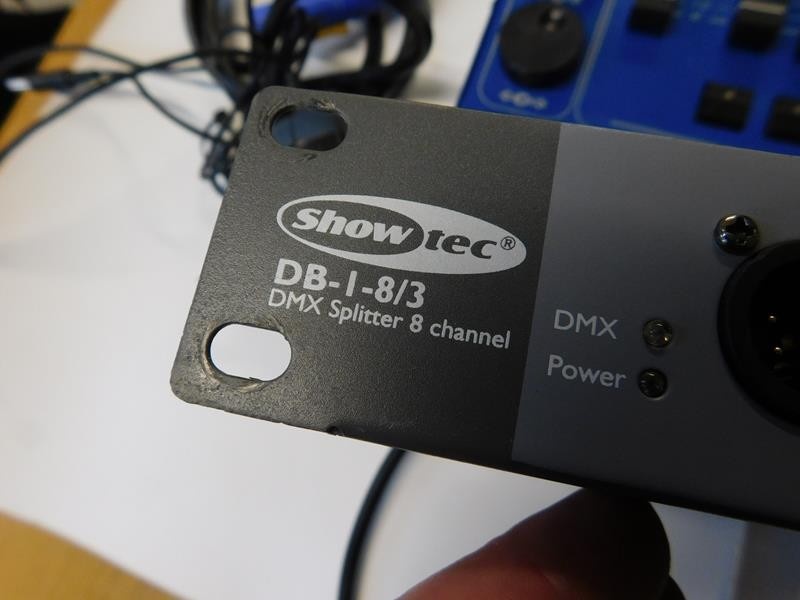 Showtec®
DB-1-8/3
DMX Splitter 8 channel
DMX
Power